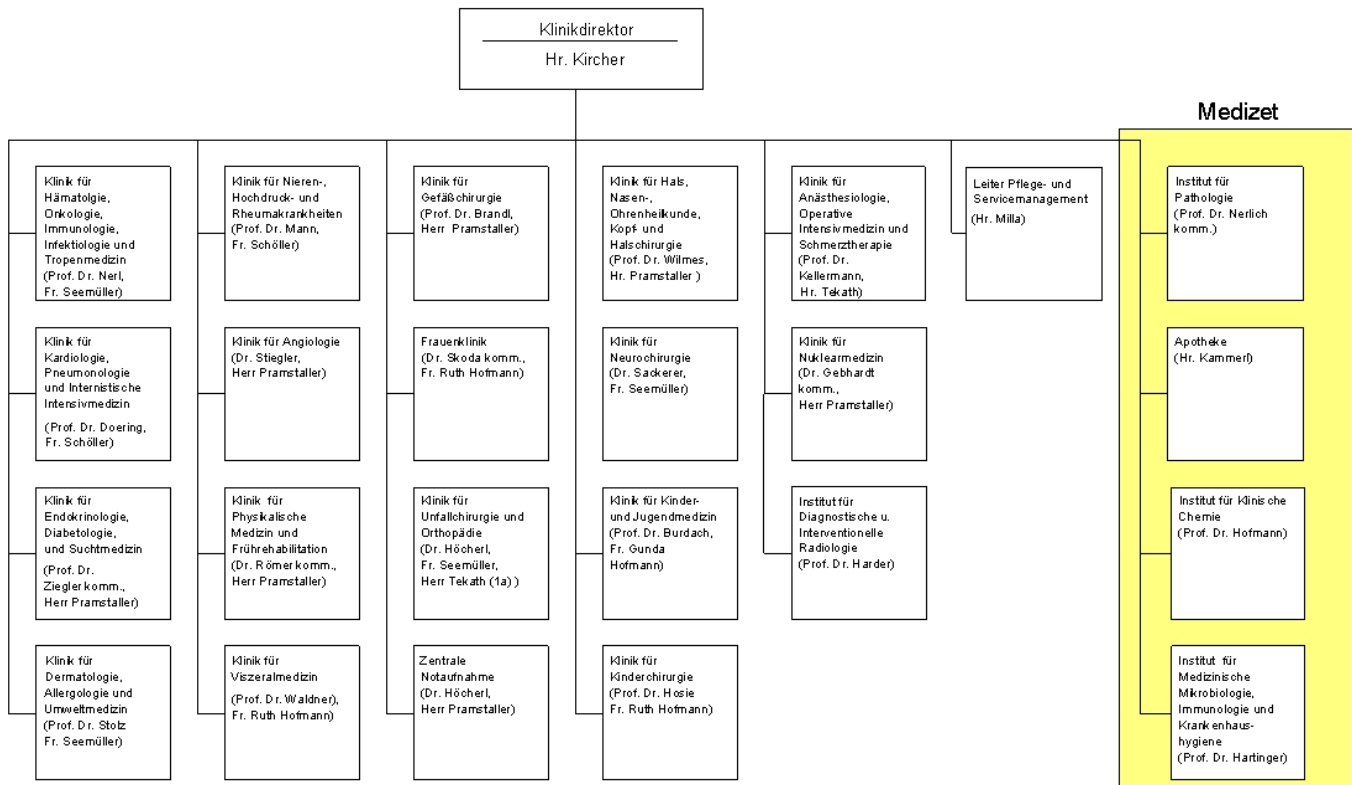 Klinikdirektor
Hr. Kircher
Medizet
Klinik für
Hämatolgie,
Onkologie,
Immunologie,
Infektiologie und
Tropenmedizin
(Prof. Dr. Nerl,
Fr. Seemüller)
Klinik für Nieren-,
Hochdruck- und
Rheumakrankheiten
(Prof. Dr. Mann,
Fr. Schöller)
Klinik für
Gefäßchirurgie
(Prof. Dr. Brandl,
Herr Pramstaller)
Klinik für Hals,
Nasen-,
Ohrenheilkunde,
Kopf- und
Halschirurgie
(Prof. Dr. Wilmes,
Hr. Pramstaller )
Klinik für
Anästhesiologie,
Operative
Intensivmedizin und
Schmerztherapie
(Prof. Dr.
Kellermann,
Hr. Tekath)
Leiter Pflege- und
Servicemanagement
(Hr. Milla)
Institut für
Pathologie
(Prof. Dr. Nerlich
komm.)
Klinik für
Kardiologie,
Pneumonologie
und Internistische
Intensivmedizin
(Prof. Dr. Doering,
Fr. Schöller)
Klinik für Angiologie
(Dr. Stiegler,
Herr Pramstaller)
Frauenklinik
(Dr. Skoda komm.,
Fr. Ruth Hofmann)
Klinik für
Neurochirurgie
(Dr. Sackerer,
Fr. Seemüller)
Klinik für
Nuklearmedizin
(Dr. Gebhardt
komm.,
Herr Pramstaller)
Apotheke
(Hr. Kammerl)
Klinik für
Endokrinologie,
Diabetologie,
und Suchtmedizin
(Prof. Dr.
Ziegler komm.,
Herr Pramstaller)
Klinik für
Physikalische
Medizin und
Frührehabilitation
(Dr. Römer komm.,
Herr Pramstaller)
Klinik für
Unfallchirurgie und
Orthopädie
(Dr. Höcherl,
Fr. Seemüller,
Herr Tekath (1a) )
Klinik für Kinder-
und Jugendmedizin
(Prof. Dr. Burdach,
Fr. Gunda
Hofmann)
Institut für
Diagnostische u.
Interventionelle
Radiologie
(Prof. Dr. Harder)
Institut für Klinische
Chemie
(Prof. Dr. Hofmann)
Klinik für
Dermatologie,
Allergologie und
Umweltmedizin
(Prof. Dr. Stolz
Fr. Seemüller)
Klinik für
Viszeralmedizin
(Prof. Dr. Waldner),
Fr. Ruth Hofmann)
Zentrale
Notaufnahme
(Dr. Höcherl,
Herr Pramstaller)
Klinik für
Kinderchirurgie
(Prof. Dr. Hosie
Fr. Ruth Hofmann)
Institut für
Medizinische
Mikrobiologie,
Immunologie und
Krankenhaus-
hygiene
(Prof. Dr. Hartinger)